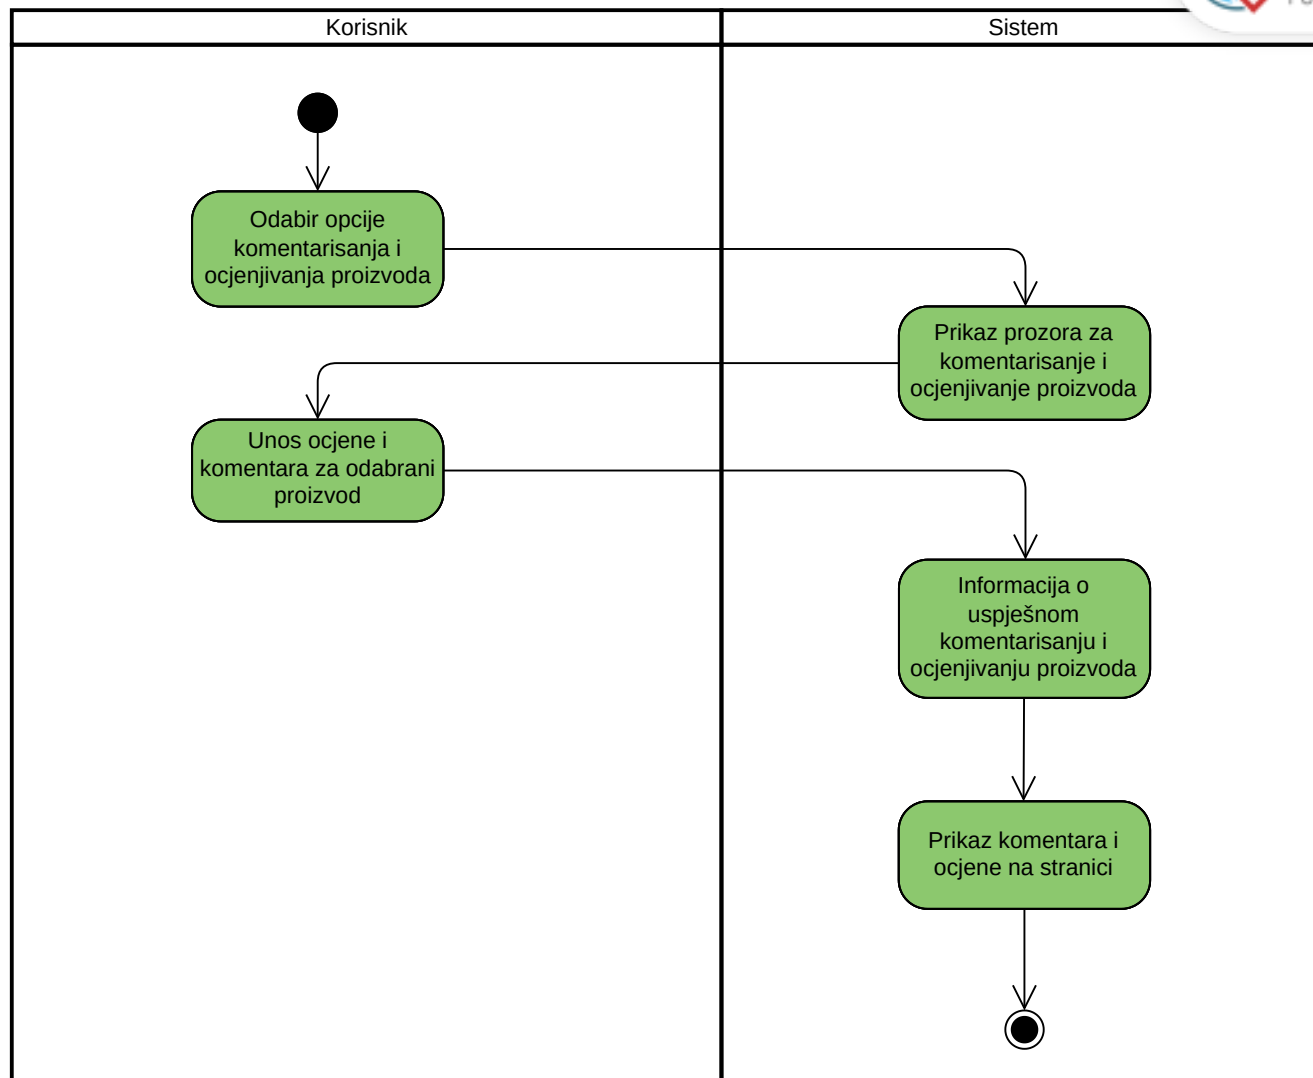 Korisnik
Sistem
Odabir opcije
komentarisanja i
ocjenjivanja proizvoda
Prikaz prozora za
komentarisanje i
ocjenjivanje proizvoda
Unos ocjene i
komentara za odabrani
proizvod
Informacija o
uspješnom
komentarisanju i
ocjenjivanju proizvoda
Prikaz komentara i
ocjene na stranici